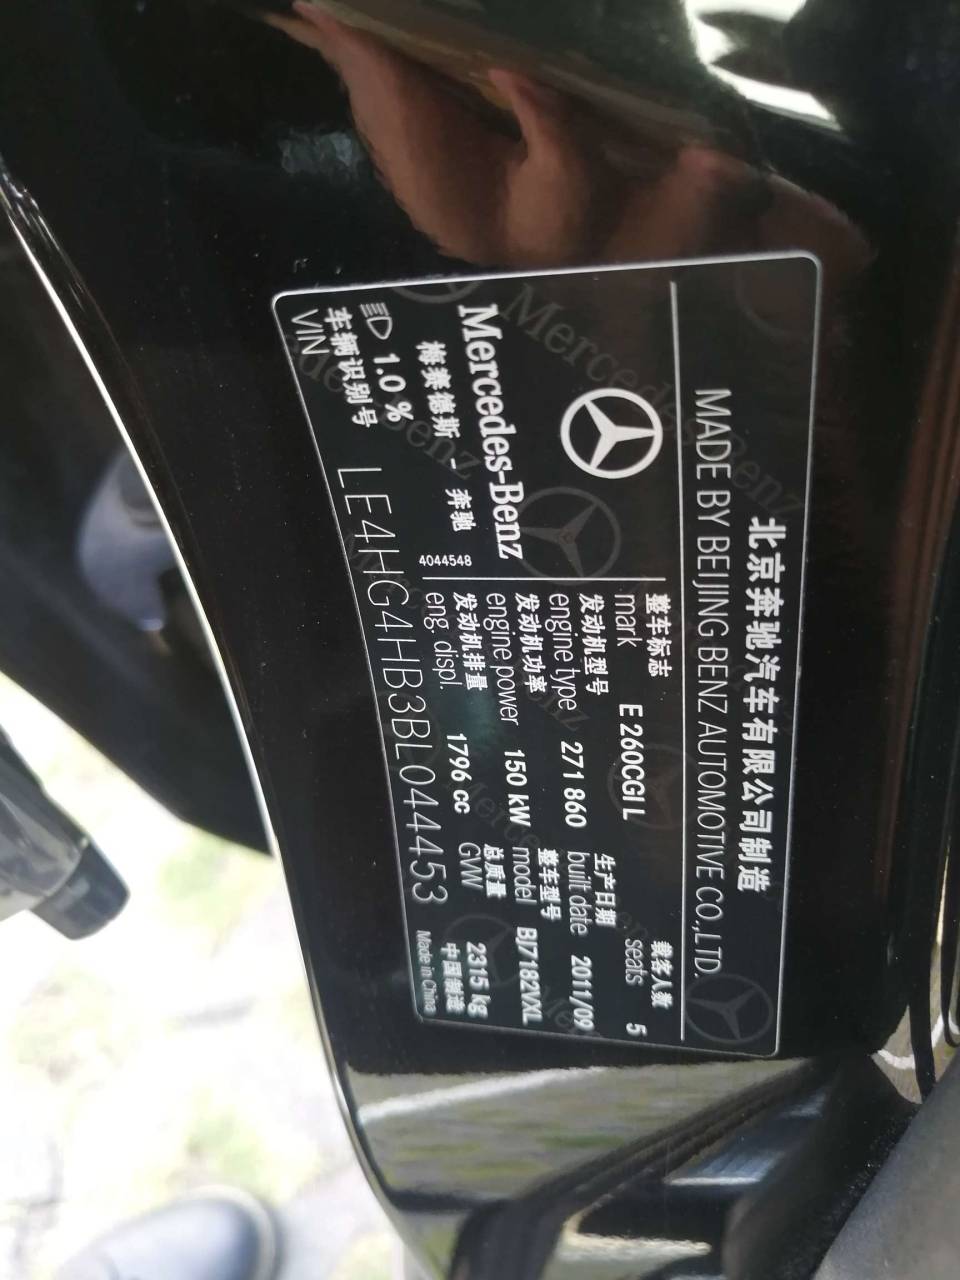 北京奔驰汽车有限公司制造
MADE BY BEIJING BENZ AUTOMOTIVE CO.,LTD.
整车标志
mark E 260CGI L
载客人数
seats 5
发动机型号
engine type 271 860
生产日期
built date 2011/09
发动机功率
engine power 150 kW
整车型号
model BJ7182VXL
发动机排量
eng. displ. 1796 cc
总质量
GVW 2315 kg
Mercedes-Benz
梅赛德斯 - 奔驰
4044548
1.0 %
中国制造
Made in China
车辆识别号
VIN LE4HG4HB3BL044453